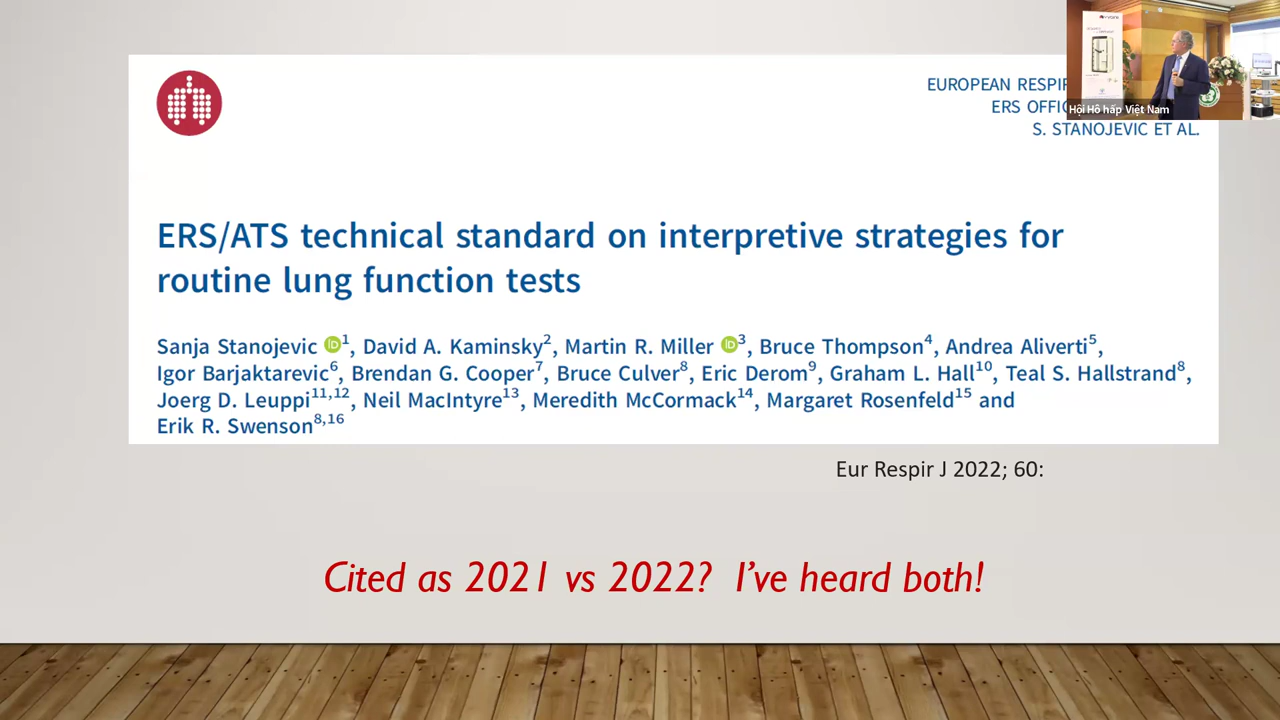 EUROPEAN RESPIR
ERS OFFIC
S. STANOJEVIC ET AL.
Hội Hô hấp Việt Nam
ERS/ATS technical standard on interpretive strategies for
routine lung function tests
Sanja Stanojevic iD 1, David A. Kaminsky2, Martin R. Miller iD 3, Bruce Thompson4, Andrea Aliverti5,
Igor Barjaktarevic6, Brendan G. Cooper7, Bruce Culver8, Eric Derom9, Graham L. Hall10, Teal S. Hallstrand8,
Joerg D. Leuppi11,12, Neil MacIntyre13, Meredith McCormack14, Margaret Rosenfeld15 and
Erik R. Swenson8,16
Eur Respir J 2022; 60:
Cited as 2021 vs 2022? I've heard both!